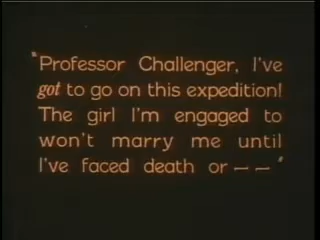 "Professor Challenger, I've
got to go on this expedition!
The girl I'm engaged to
won't marry me until
I've faced death or — —"